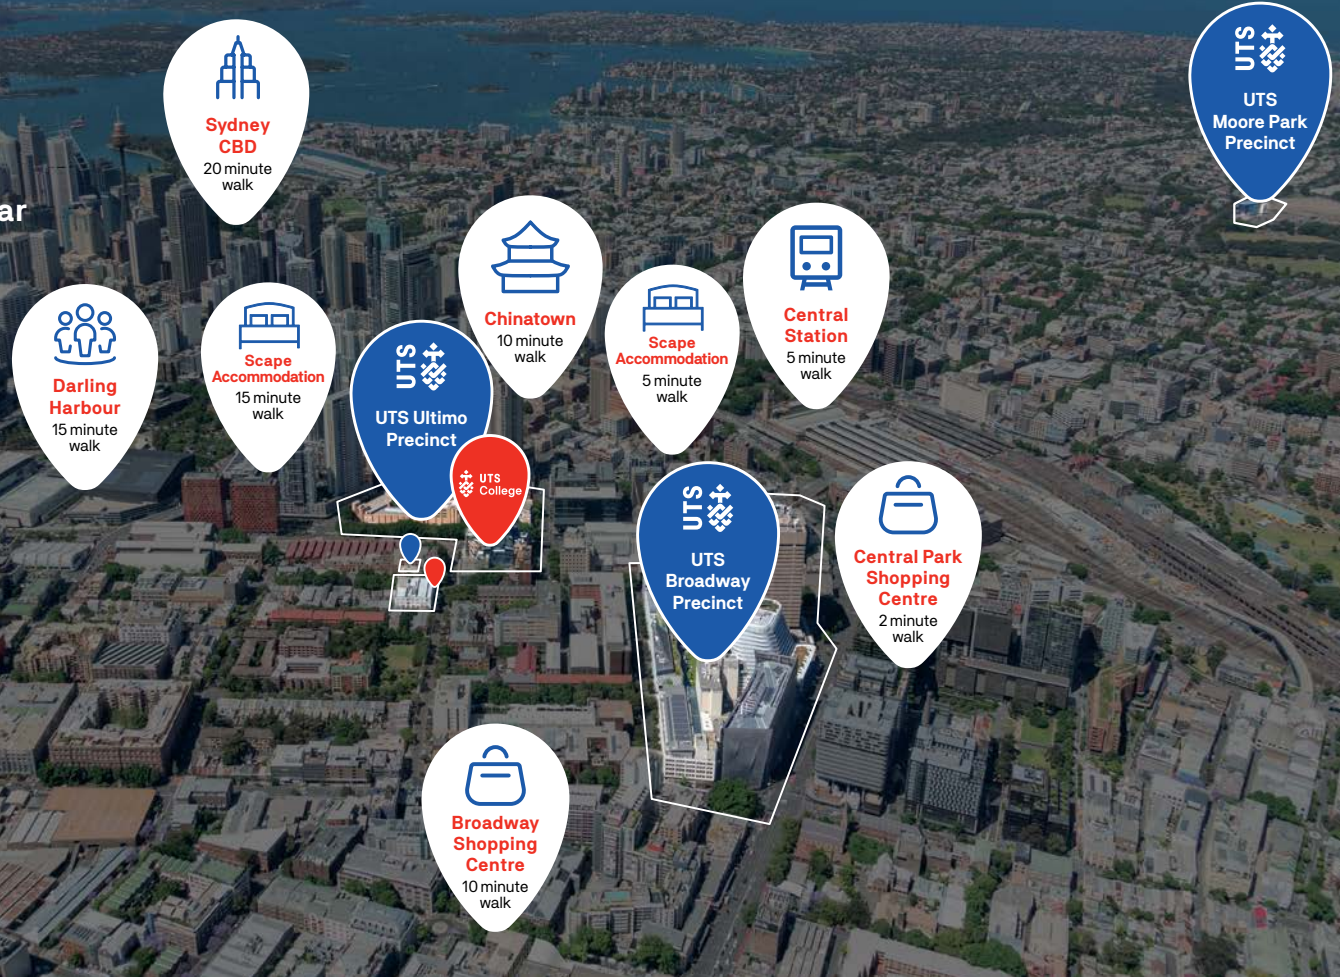 UTS
UTS
Moore Park
Precinct
Sydney
CBD
20 minute
walk
ar
Chinatown
10 minute
walk
Central
Station
5 minute
walk
Darling
Harbour
15 minute
walk
Scape
Accommodation
15 minute
walk
Scape
Accommodation
5 minute
walk
UTS
UTS Ultimo
Precinct
UTS
College
UTS
UTS
Broadway
Precinct
Central Park
Shopping
Centre
2 minute
walk
Broadway
Shopping
Centre
10 minute
walk